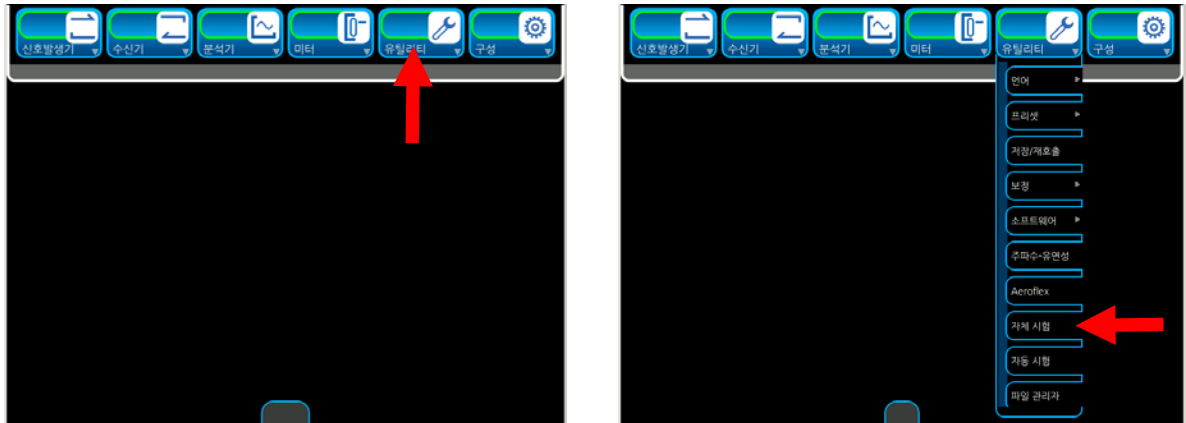 신호발생기
수신기
분석기
미터
유틸리티
구성
신호발생기
수신기
분석기
미터
유틸리티
구성
언어
프리셋
저장/재호출
보정
소프트웨어
주파수-유연성
Aeroflex
자체 시험
자동 시험
파일 관리자